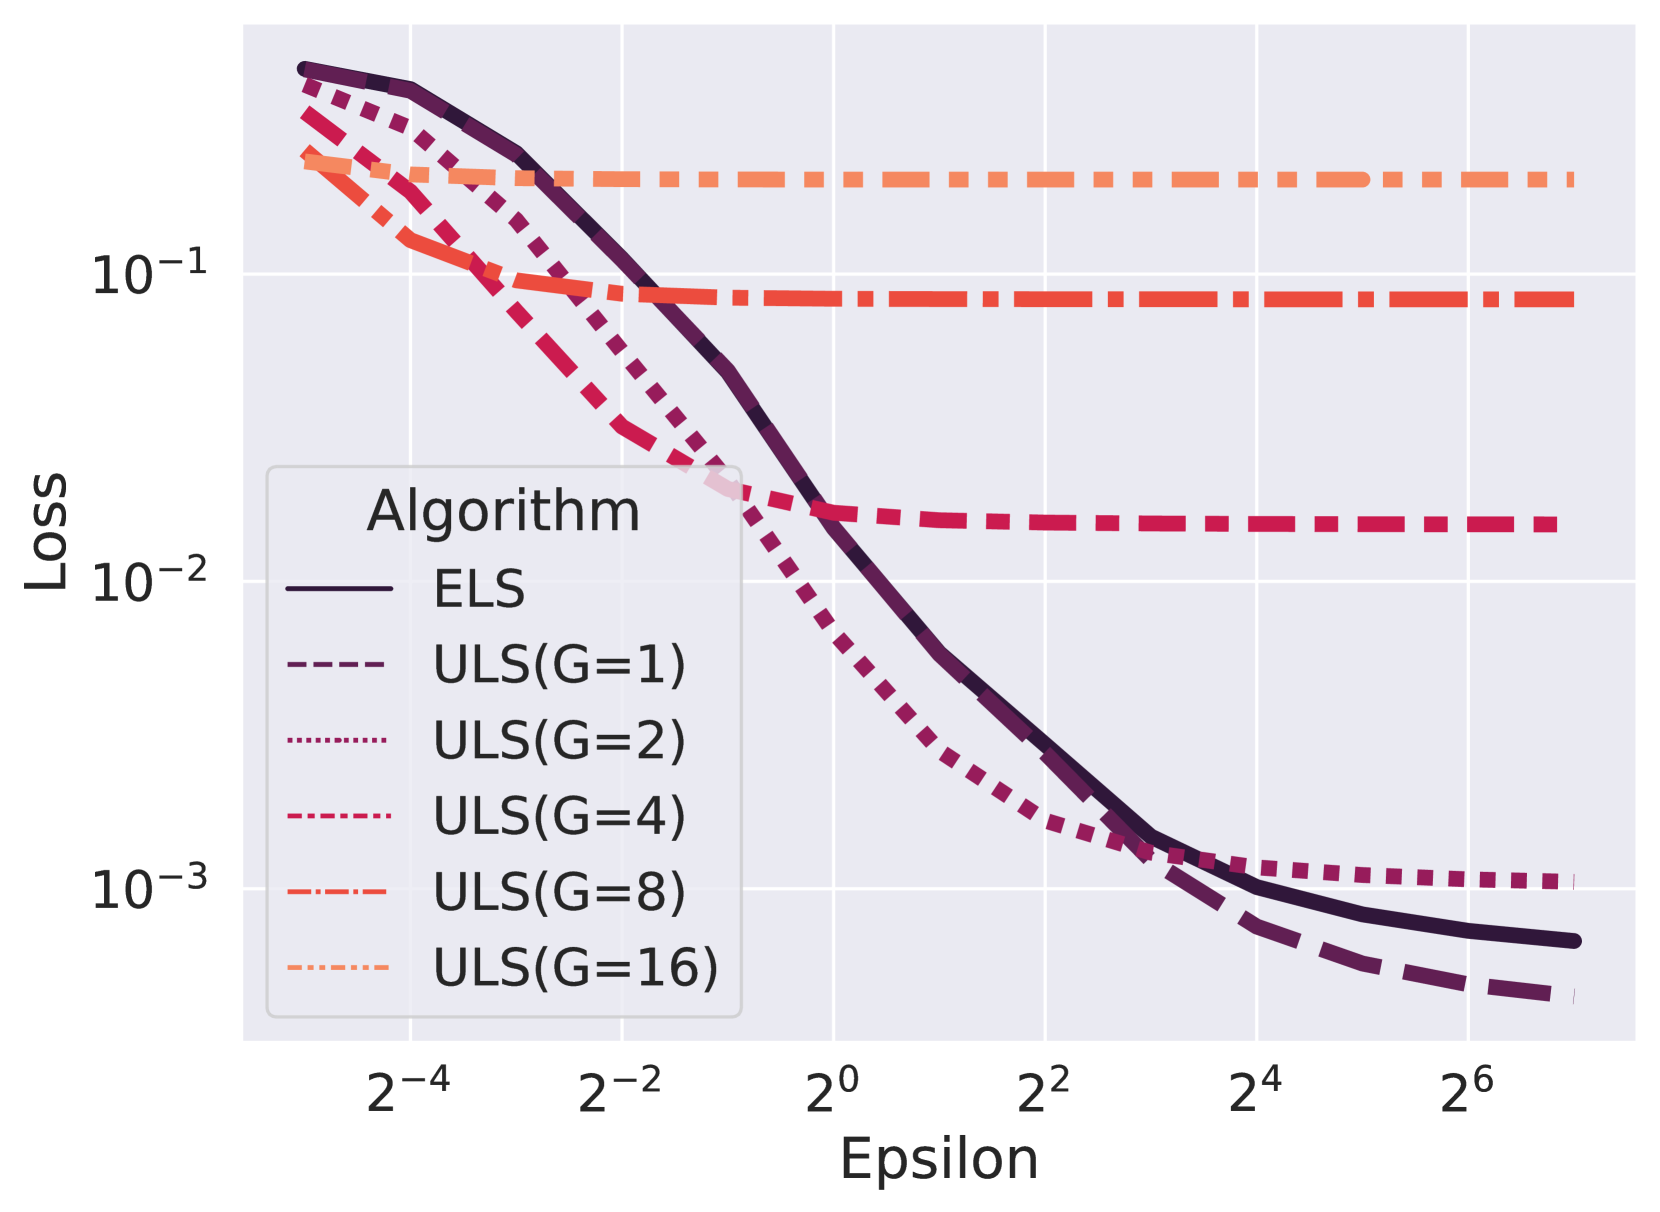 Loss
10⁻¹
10⁻²
10⁻³
Algorithm
ELS
ULS(G=1)
ULS(G=2)
ULS(G=4)
ULS(G=8)
ULS(G=16)
2⁻⁴ 2⁻² 2⁰ 2² 2⁴ 2⁶
Epsilon